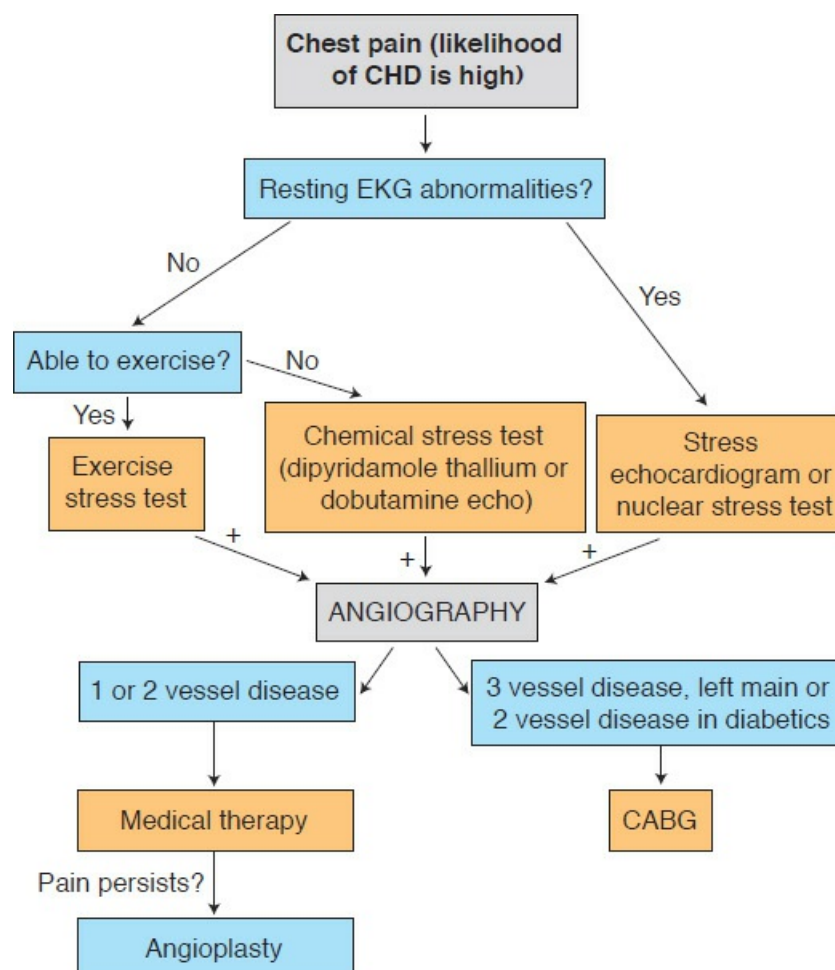 Chest pain (likelihood
of CHD is high)
Resting EKG abnormalities?
No
Yes
Able to exercise?
No
Yes
Exercise
stress test
Chemical stress test
(dipyridamole thallium or
dobutamine echo)
Stress
echocardiogram or
nuclear stress test
+
+
+
ANGIOGRAPHY
1 or 2 vessel disease
3 vessel disease, left main or
2 vessel disease in diabetics
Medical therapy
CABG
Pain persists?
Angioplasty